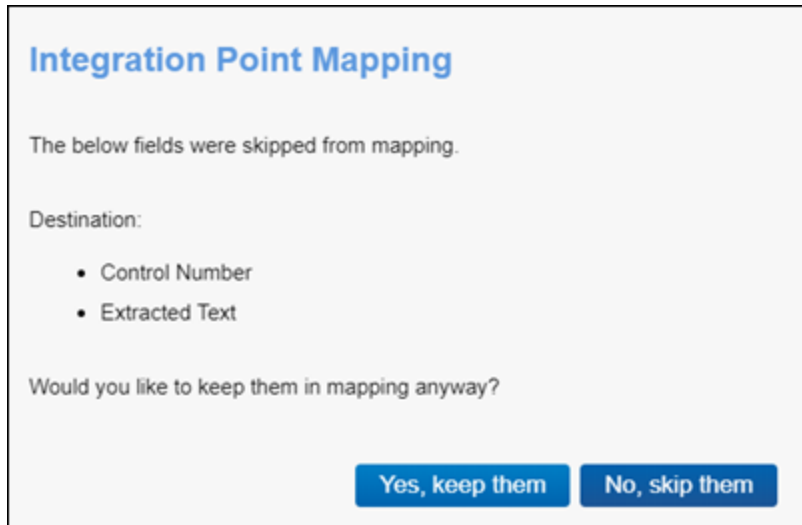 Integration Point Mapping
The below fields were skipped from mapping.
Destination:
• Control Number
• Extracted Text
Would you like to keep them in mapping anyway?
Yes, keep them
No, skip them